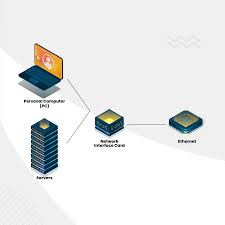 Personal Computer
(PC)
Network
Interface Card
Ethernet
Servers